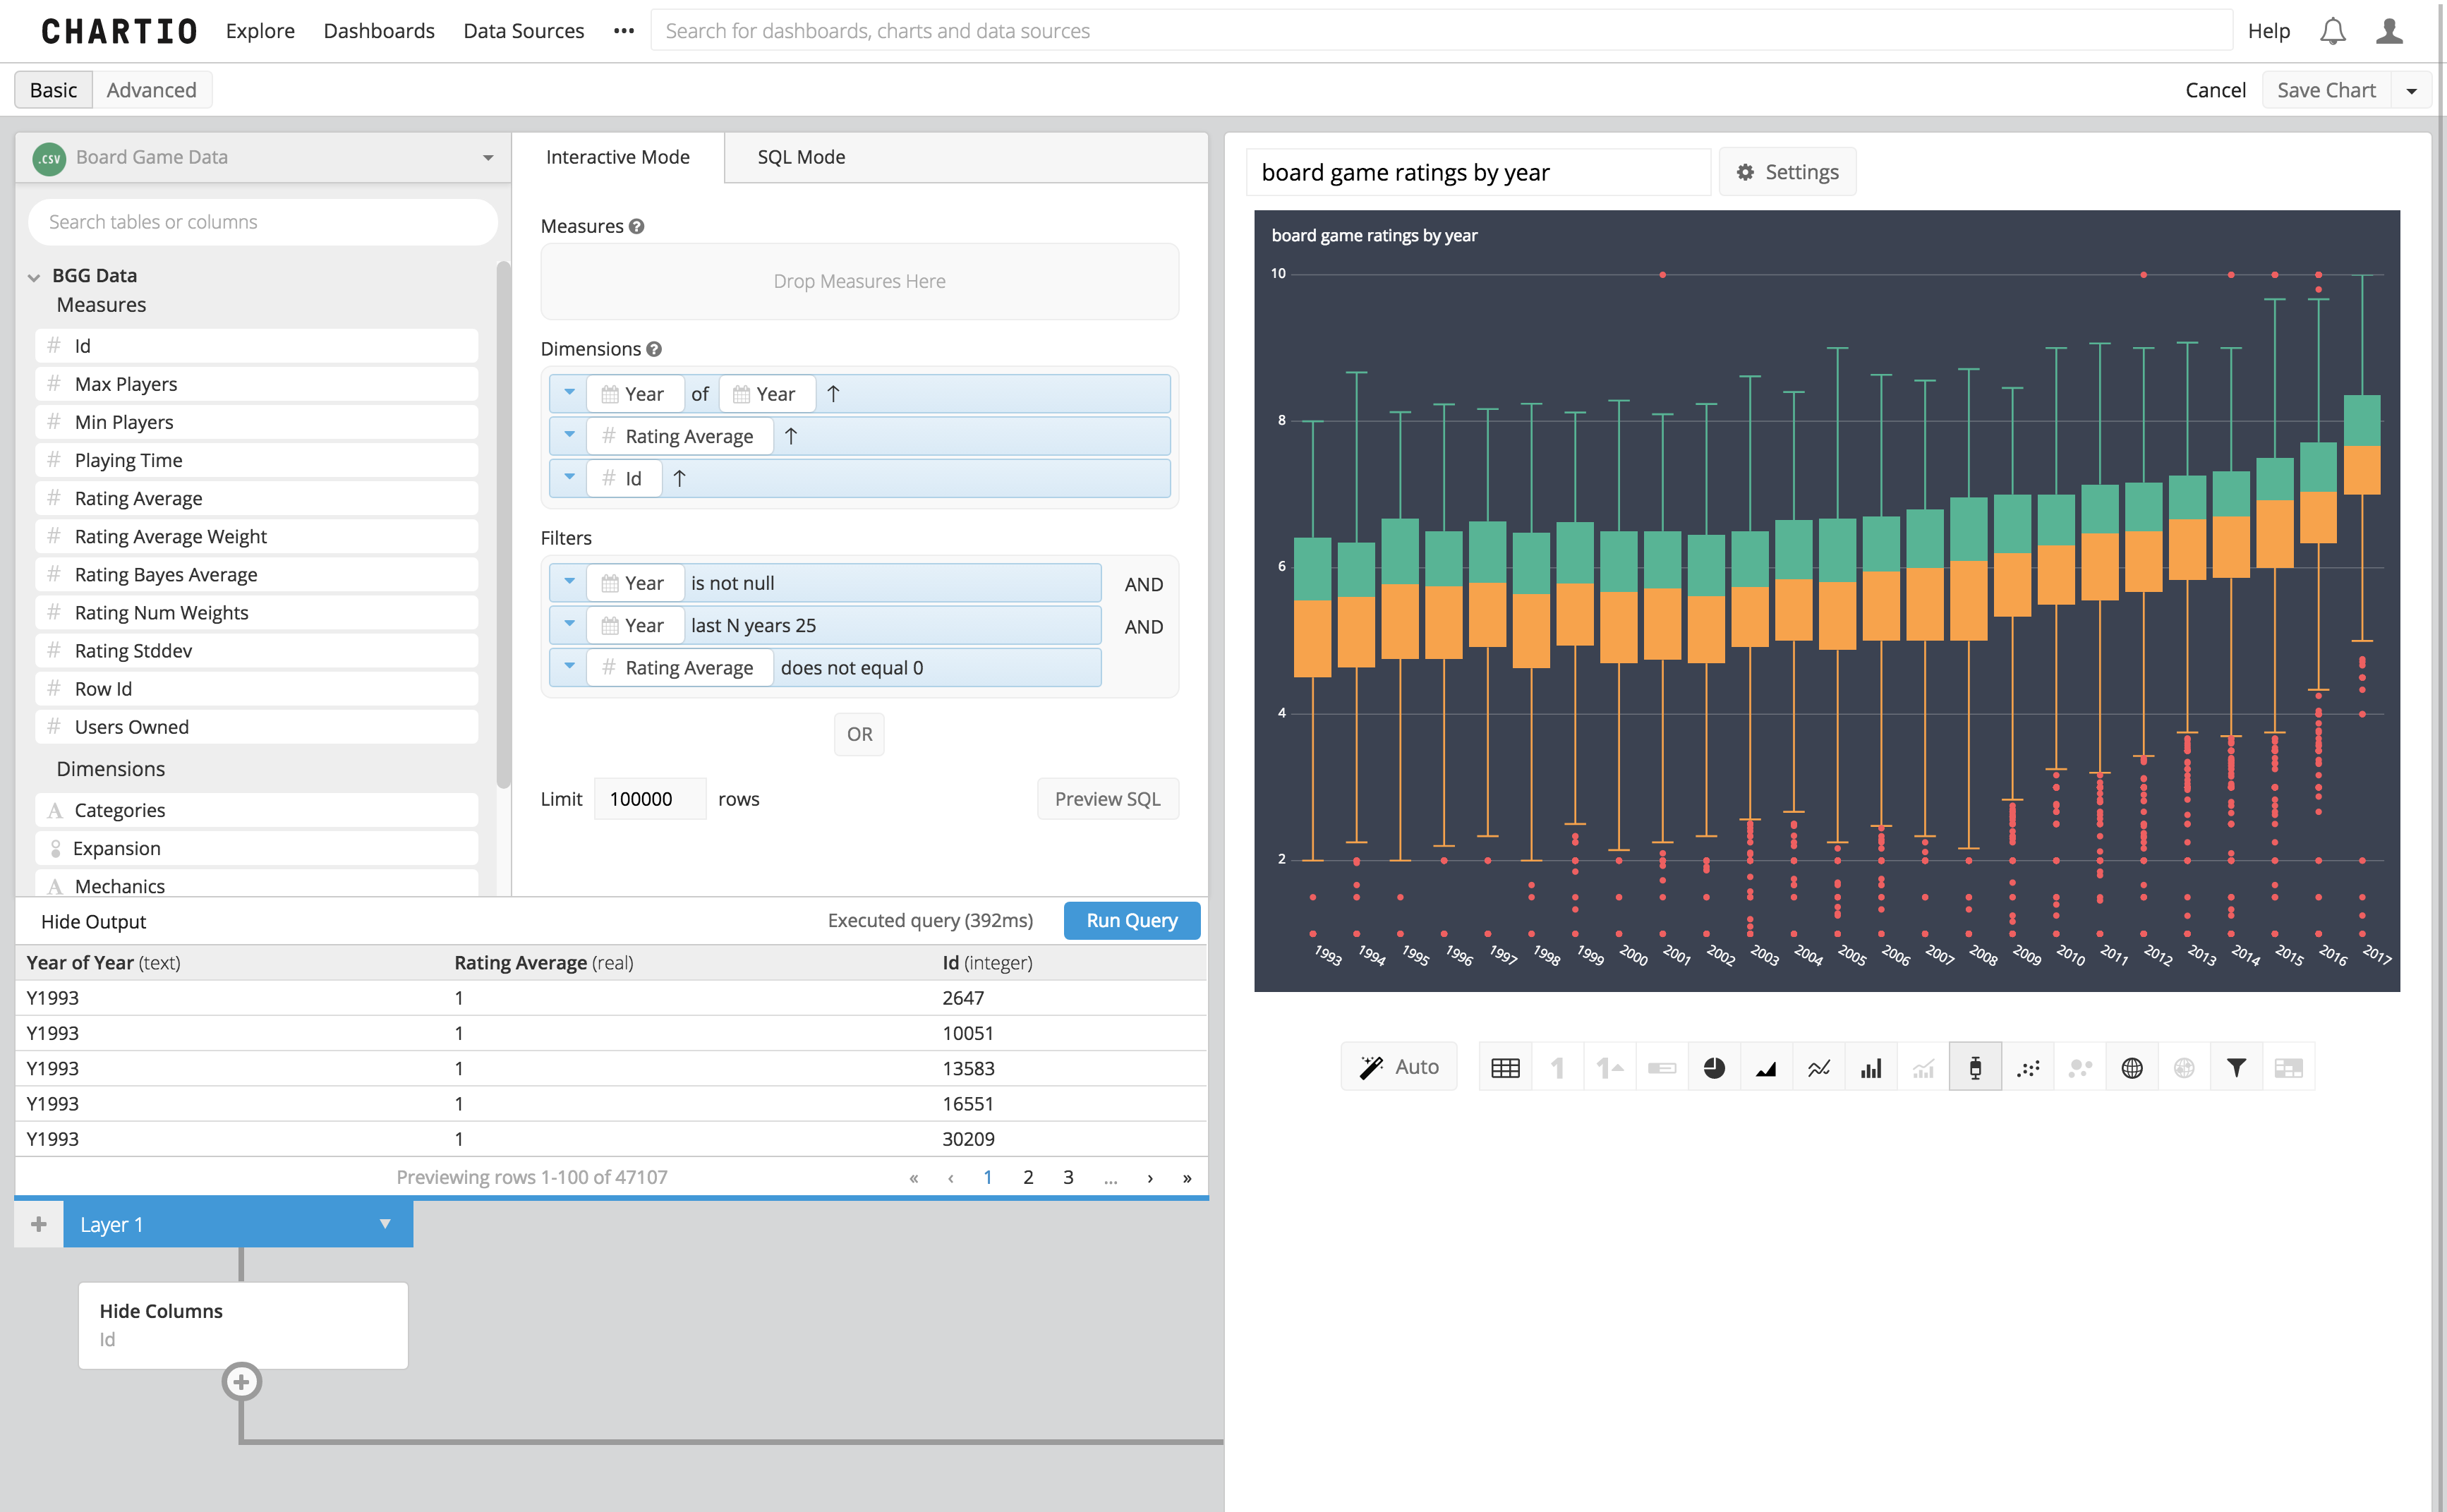 CHARTIO Explore Dashboards Data Sources ••• Search for dashboards, charts and data sources Help
Basic Advanced Cancel Save Chart
.CSV Board Game Data
Search tables or columns
BGG Data
Measures
# Id
# Max Players
# Min Players
# Playing Time
# Rating Average
# Rating Average Weight
# Rating Bayes Average
# Rating Num Weights
# Rating Stddev
# Row Id
# Users Owned
Dimensions
A Categories
Expansion
A Mechanics
Interactive Mode SQL Mode
Measures ?
Drop Measures Here
Dimensions ?
Year of Year ↑
# Rating Average ↑
# Id ↑
Filters
Year is not null AND
Year last N years 25 AND
# Rating Average does not equal 0
OR
Limit 100000 rows Preview SQL
Hide Output Executed query (392ms) Run Query
Year of Year (text) Rating Average (real) Id (integer)
Y1993 1 2647
Y1993 1 10051
Y1993 1 13583
Y1993 1 16551
Y1993 1 30209
Previewing rows 1-100 of 47107 « ‹ 1 2 3 ... › »
+ Layer 1 ▼
Hide Columns
Id
+
board game ratings by year Settings
board game ratings by year
10
8
6
4
2
1993 1994 1995 1996 1997 1998 1999 2000 2001 2002 2003 2004 2005 2006 2007 2008 2009 2010 2011 2012 2013 2014 2015 2016 2017
Auto 1 1